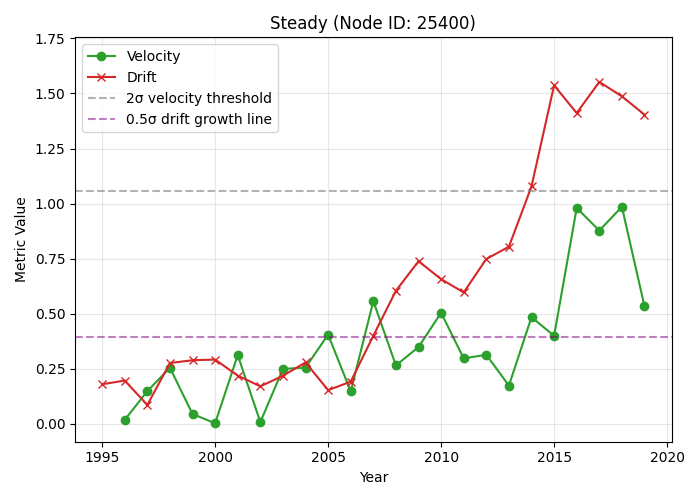 Steady (Node ID: 25400)
Velocity
Drift
2σ velocity threshold
0.5σ drift growth line
Metric Value
1.75
1.50
1.25
1.00
0.75
0.50
0.25
0.00
1995 2000 2005 2010 2015 2020
Year